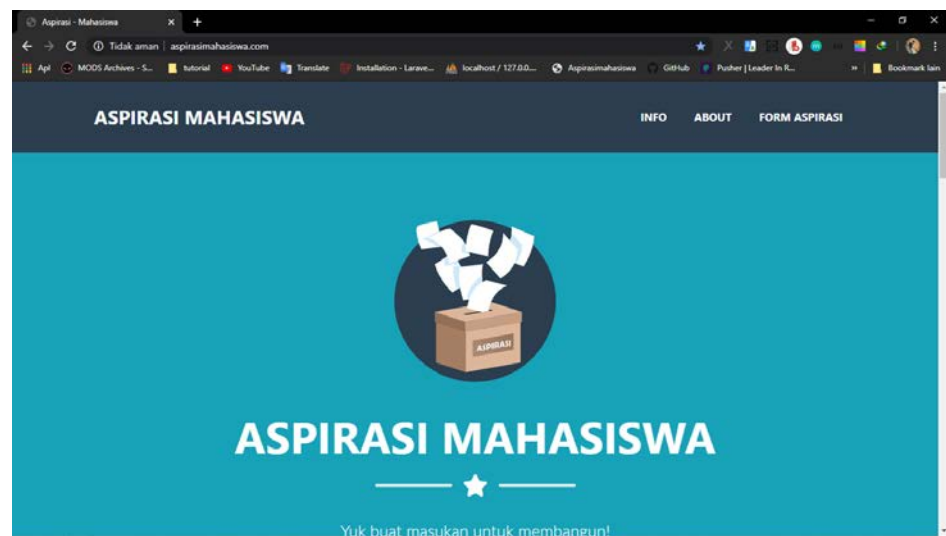 Aspirasi - Mahasiswa
Tidak aman | aspirasimahasiswa.com
Apl MODS Archives - S... tutorial YouTube Translate Installation - Larave... localhost / 127.0.0... Aspirasimahasiswa GitHub Pusher | Leader In R... » Bookmark lain
ASPIRASI MAHASISWA INFO ABOUT FORM ASPIRASI
ASPIRASI
ASPIRASI MAHASISWA
Yuk buat masukan untuk membangun!